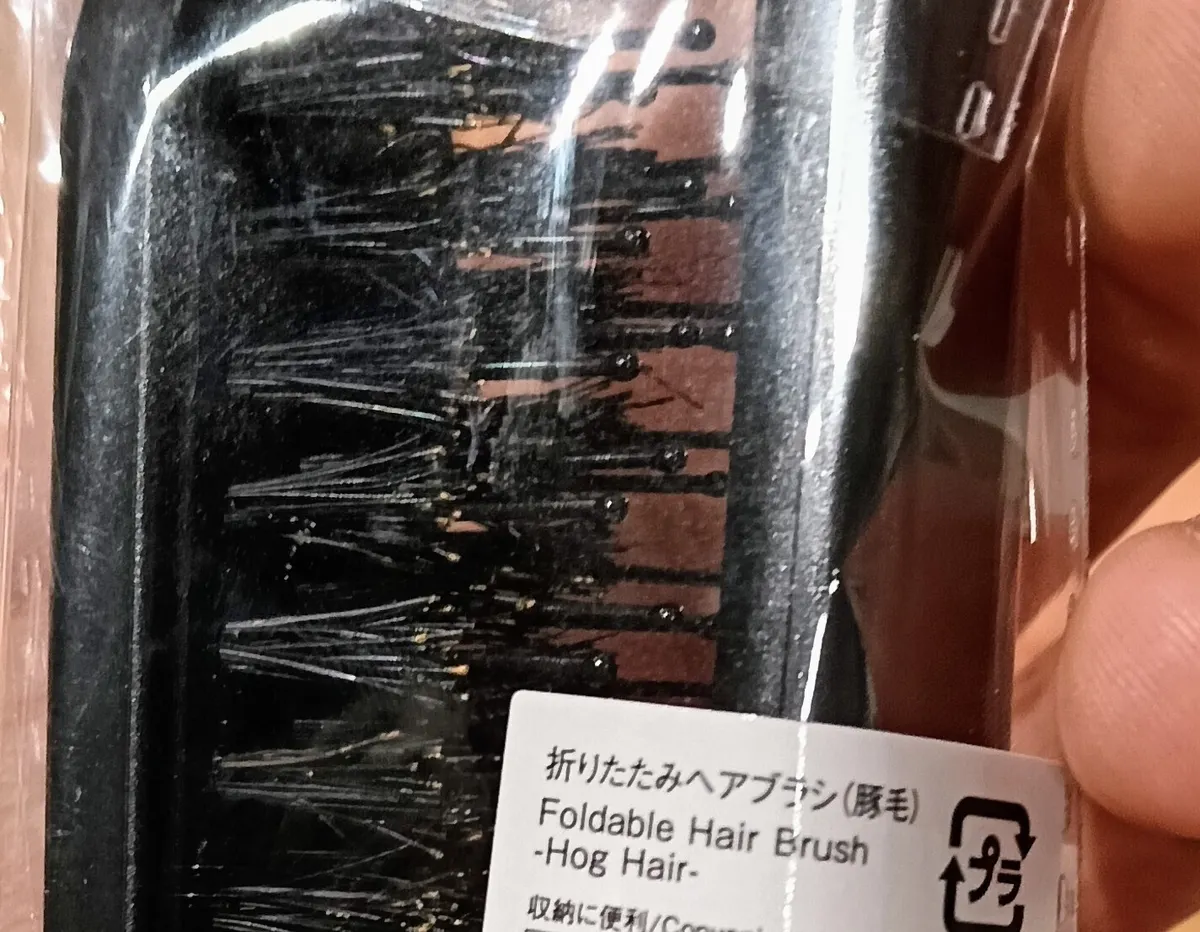 折りたたみヘアブラシ(豚毛)
Foldable Hair Brush
-Hog Hair-
プラ
収納に便利/